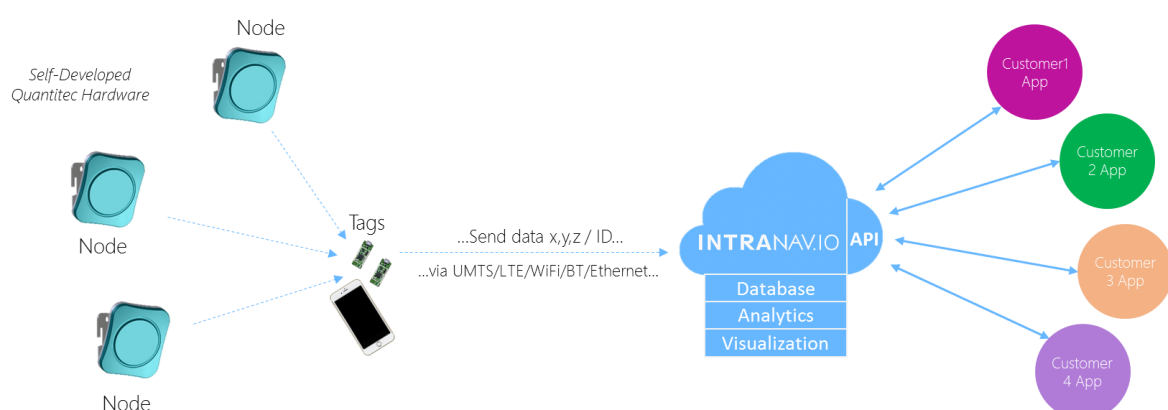 Node
Self-Developed
Quantitec Hardware
Node
Node
Tags
...Send data x,y,z / ID...
...via UMTS/LTE/WiFi/BT/Ethernet...
INTRANAV.IO
API
Database
Analytics
Visualization
Customer1
App
Customer
2 App
Customer
3 App
Customer
4 App